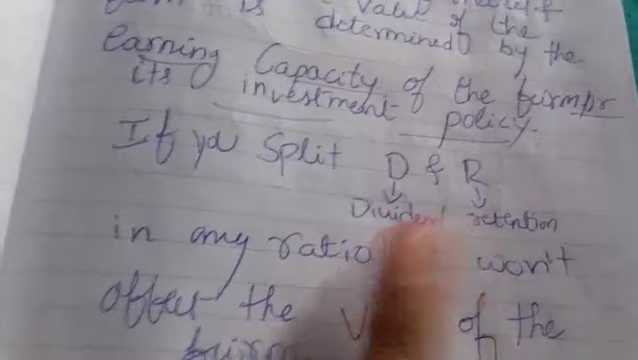 is value of the
determined by the
earning Capacity of the firm or
its investment policy.
If you Split D & R
Dividend retention
in any ratio won't
affect the V of the